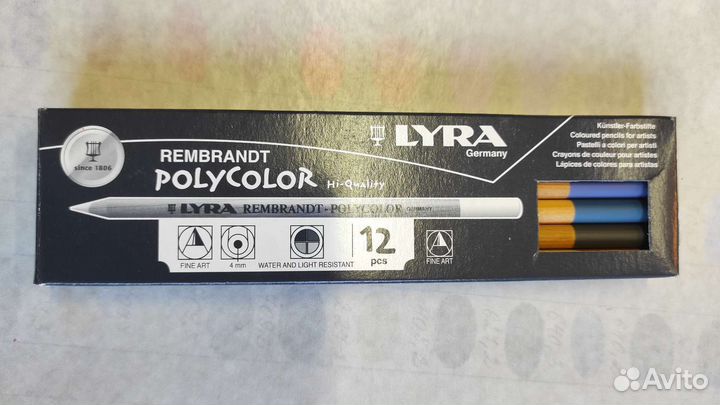 since 1806
REMBRANDT
POLYCOLOR Hi-Quality
LYRA
Germany
Künstler-Farbstifte
Coloured pencils for artists
Pastelli a colori per artisti
Crayons de couleur pour artistes
Lápices de colores para artistas
LYRA REMBRANDT-POLYCOLOR GERMANY
FINE ART
4 mm
WATER AND LIGHT RESISTANT
12
pcs
FINE ART
Avito